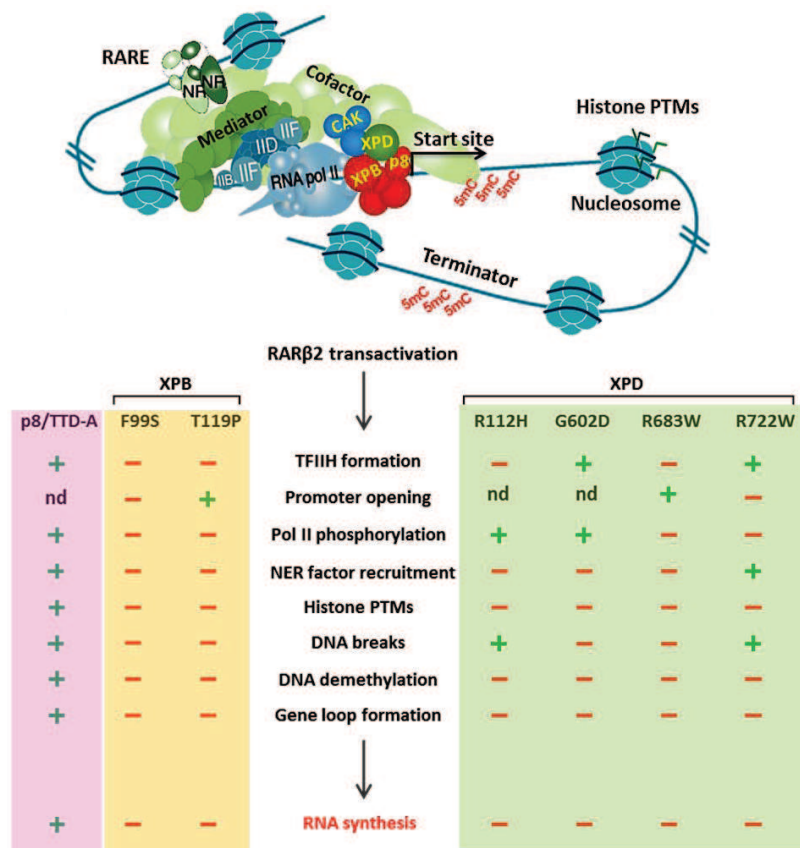 RARE
NR
NR
Mediator
Cofactor
CAK
XPD
IIF
IID
IIB
IIF
RNA pol II
XPB
p8
Start site
5mC
5mC
5mC
Histone PTMs
Nucleosome
Terminator
5mC
5mC
5mC
RARβ2 transactivation
XPB
XPD
p8/TTD-A F99S T119P R112H G602D R683W R722W
+ − − TFIIH formation − + − +
nd − + Promoter opening nd nd + −
+ − − Pol II phosphorylation + + − −
+ − − NER factor recruitment − − − +
+ − − Histone PTMs − − − −
+ − − DNA breaks + − − +
+ − − DNA demethylation − − − −
+ − − Gene loop formation − − − −
+ − − RNA synthesis − − − −